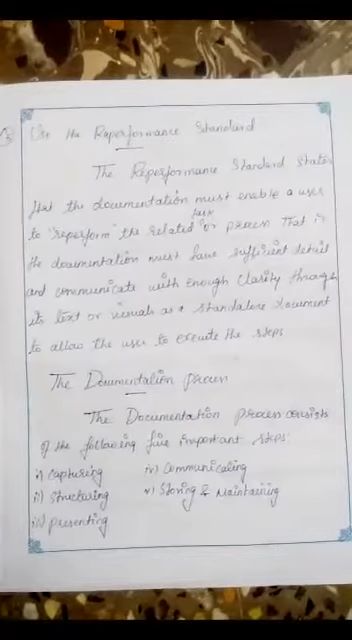 Use the Reperformance Standard
The Reperformance Standard States
that the documentation must enable a user
task
to "reperform" the related or process that is
the documentation must have sufficient detail
and communicate with enough clarity through
its text or visuals as a standalone document
to allow the user to execute the steps
The Documentation process
The Documentation process consists
of the following five important steps:
i) Capturing iv) Communicating
ii) Structuring v) Storing & Maintaining
iii) presenting